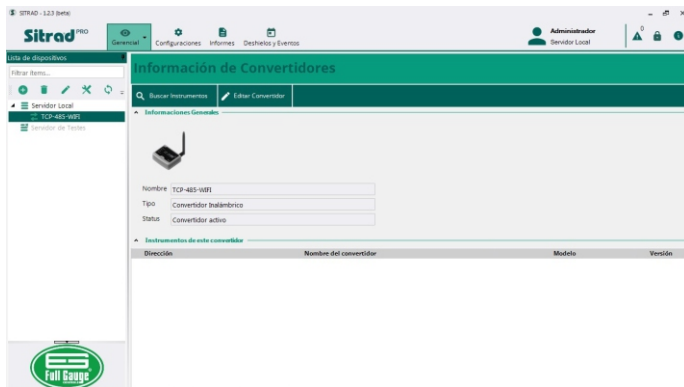 SITRAD - 1.2.3 (beta)
Sitrad PRO
Gerencial
Configuraciones
Informes
Deshielos y Eventos
Administrador
Servidor Local
0
Lista de dispositivos
Filtrar ítems...
Información de Convertidores
Buscar Instrumentos
Editar Convertidor
Servidor Local
TCP-485-WIFI
Servidor de Testes
Informaciones Generales
Nombre TCP-485-WIFI
Tipo Convertidor Inalámbrico
Status Convertidor activo
Instrumentos de este convertidor
Dirección Nombre del convertidor Modelo Versión
Full Gauge